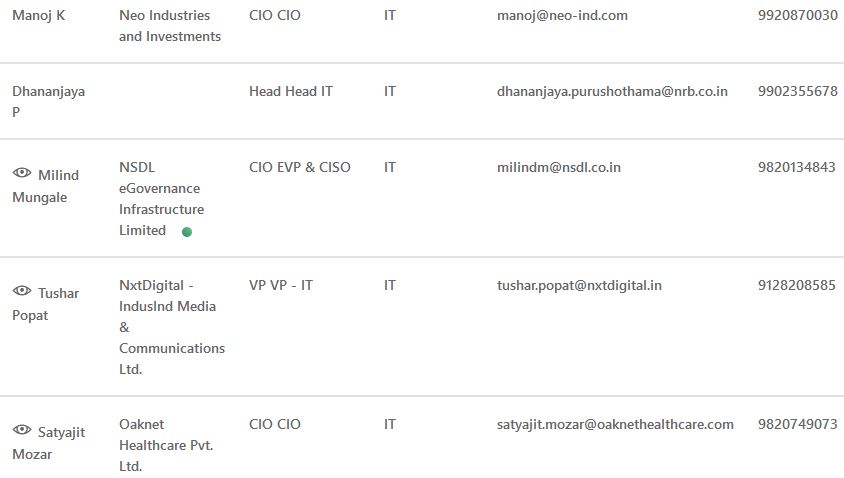 Manoj K Neo Industries CIO CIO IT manoj@neo-ind.com 9920870030
and Investments
Dhananjaya Head Head IT IT dhananjaya.purushothama@nrb.co.in 9902355678
P
Milind NSDL CIO EVP & CISO IT milindm@nsdl.co.in 9820134843
Mungale eGovernance
Infrastructure
Limited
Tushar NxtDigital - VP VP - IT IT tushar.popat@nxtdigital.in 9128208585
Popat IndusInd Media
&
Communications
Ltd.
Satyajit Oaknet CIO CIO IT satyajit.mozar@oaknethealthcare.com 9820749073
Mozar Healthcare Pvt.
Ltd.